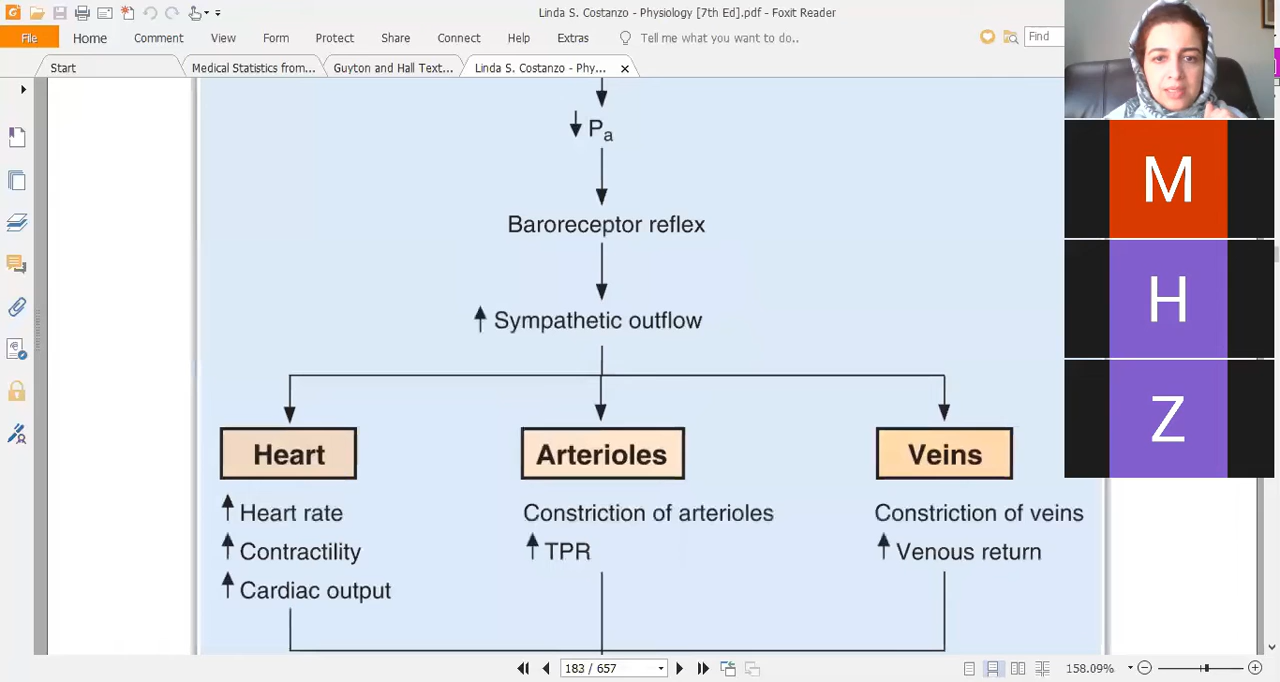 Linda S. Costanzo - Physiology [7th Ed].pdf - Foxit Reader
File Home Comment View Form Protect Share Connect Help Extras Tell me what you want to do.. Find
Start Medical Statistics from... Guyton and Hall Text... Linda S. Costanzo - Phy...
↓ Pa
Baroreceptor reflex
↑ Sympathetic outflow
Heart Arterioles Veins
↑ Heart rate Constriction of arterioles Constriction of veins
↑ Contractility ↑ TPR ↑ Venous return
↑ Cardiac output
M
H
Z
183 / 657 158.09%